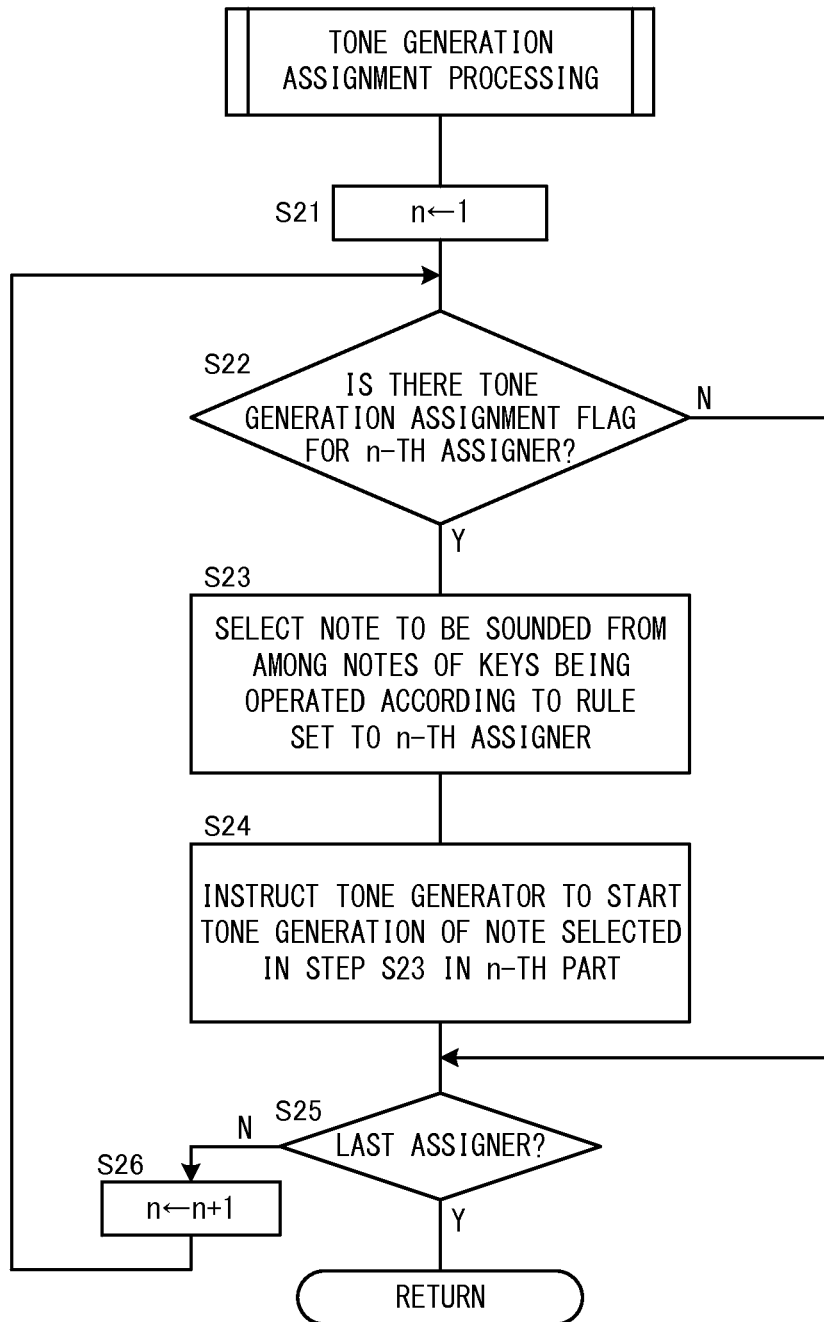 TONE GENERATION
ASSIGNMENT PROCESSING
S21
n←1
S22
IS THERE TONE
GENERATION ASSIGNMENT FLAG
FOR n-TH ASSIGNER?
N
Y
S23
SELECT NOTE TO BE SOUNDED FROM
AMONG NOTES OF KEYS BEING
OPERATED ACCORDING TO RULE
SET TO n-TH ASSIGNER
S24
INSTRUCT TONE GENERATOR TO START
TONE GENERATION OF NOTE SELECTED
IN STEP S23 IN n-TH PART
S25
N
LAST ASSIGNER?
S26
n←n+1
Y
RETURN